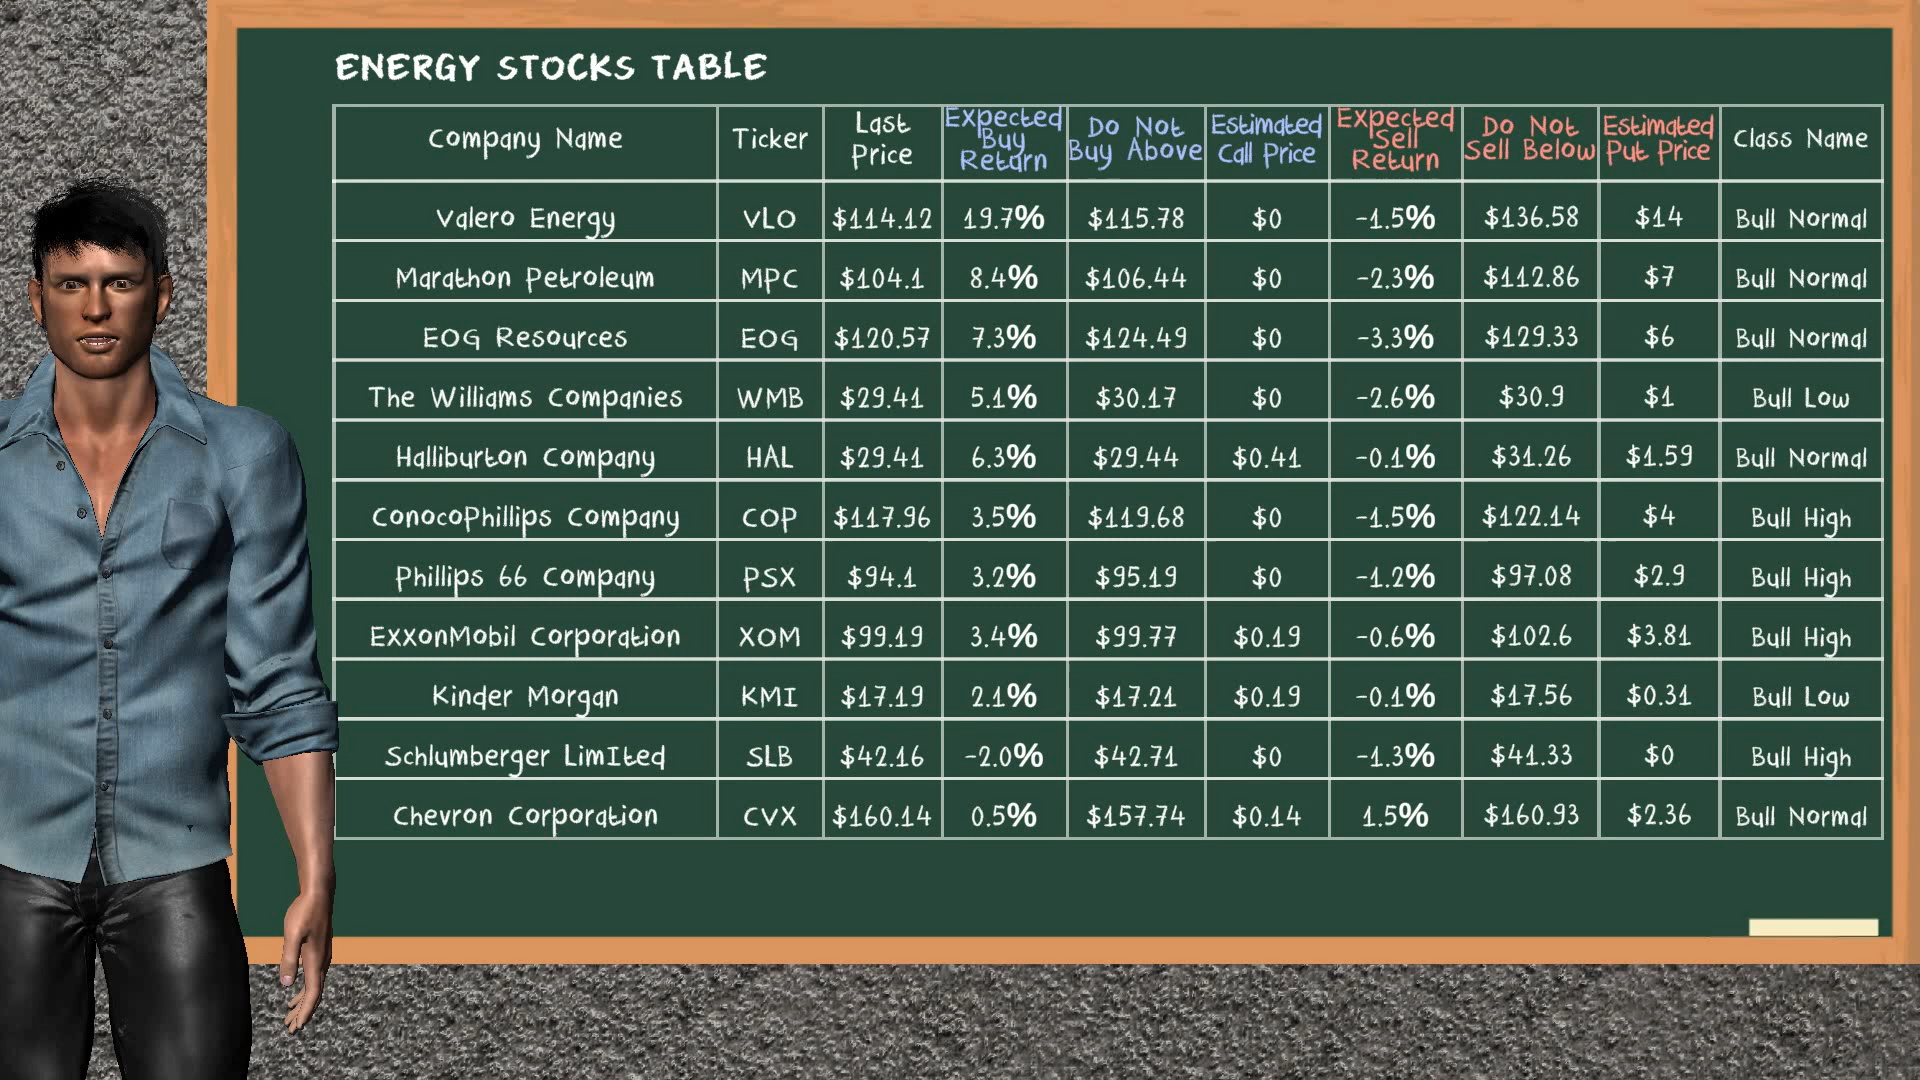 ENERGY STOCKS TABLE
Company Name Ticker Last Price Expected Buy Return Do Not Buy Above Estimated Call Price Expected Sell Return Do Not Sell Below Estimated Put Price Class Name
Valero Energy VLO $114.12 19.7% $115.78 $0 -1.5% $136.58 $14 Bull Normal
Marathon Petroleum MPC $104.1 8.4% $106.44 $0 -2.3% $112.86 $7 Bull Normal
EOG Resources EOG $120.57 7.3% $124.49 $0 -3.3% $129.33 $6 Bull Normal
The Williams Companies WMB $29.41 5.1% $30.17 $0 -2.6% $30.9 $1 Bull Low
Halliburton Company HAL $29.41 6.3% $29.44 $0.41 -0.1% $31.26 $1.59 Bull Normal
ConocoPhillips Company COP $117.96 3.5% $119.68 $0 -1.5% $122.14 $4 Bull High
Phillips 66 Company PSX $94.1 3.2% $95.19 $0 -1.2% $97.08 $2.9 Bull High
ExxonMobil Corporation XOM $99.19 3.4% $99.77 $0.19 -0.6% $102.6 $3.81 Bull High
Kinder Morgan KMI $17.19 2.1% $17.21 $0.19 -0.1% $17.56 $0.31 Bull Low
Schlumberger LimIted SLB $42.16 -2.0% $42.71 $0 -1.3% $41.33 $0 Bull High
Chevron Corporation CVX $160.14 0.5% $157.74 $0.14 1.5% $160.93 $2.36 Bull Normal